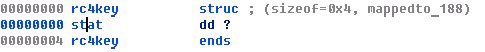 00000000 rc4key          struc ; (sizeof=0x4, mappedto_188)
00000000 stat            dd ?
00000004 rc4key          ends